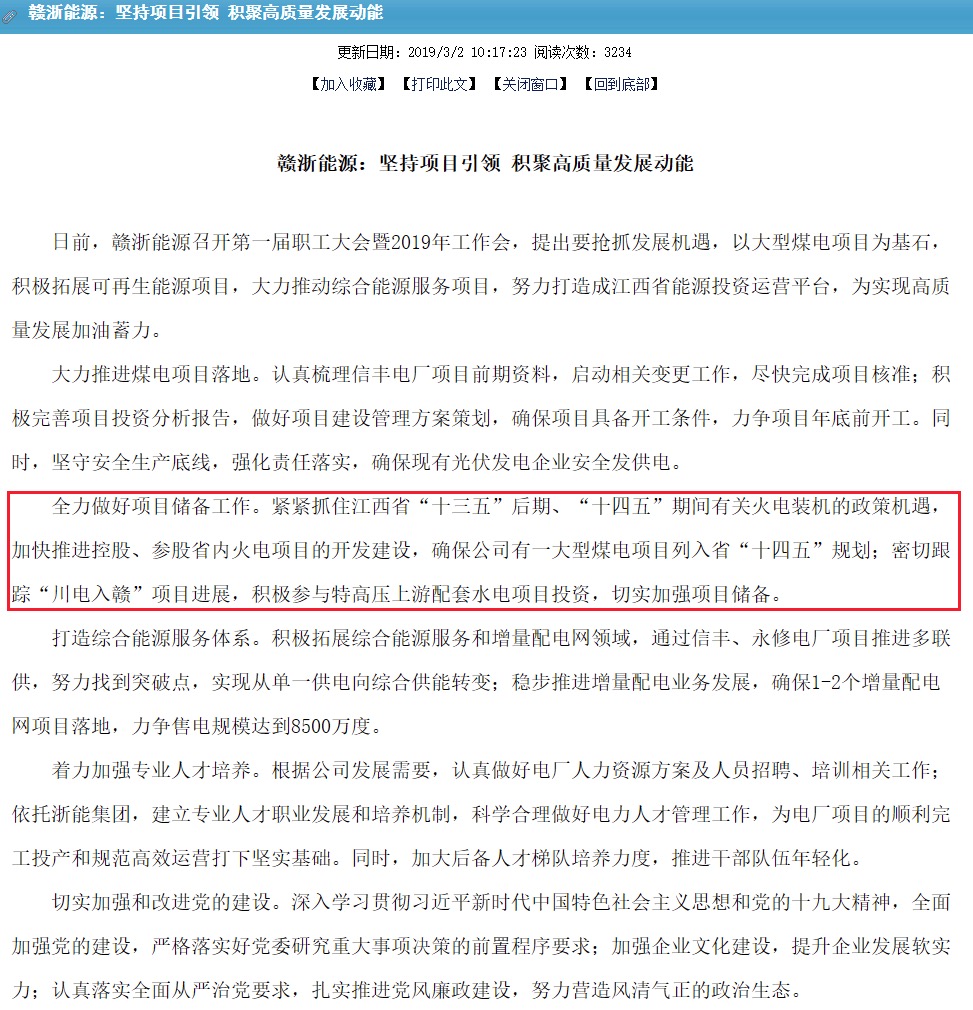 赣浙能源：坚持项目引领 积聚高质量发展动能
更新日期：2019/3/2 10:17:23 阅读次数：3234
【加入收藏】 【打印此文】 【关闭窗口】 【回到底部】
赣浙能源：坚持项目引领 积聚高质量发展动能
日前，赣浙能源召开第一届职工大会暨2019年工作会，提出要抢抓发展机遇，以大型煤电项目为基石，
积极拓展可再生能源项目，大力推动综合能源服务项目，努力打造成江西省能源投资运营平台，为实现高质
量发展加油蓄力。
大力推进煤电项目落地。认真梳理信丰电厂项目前期资料，启动相关变更工作，尽快完成项目核准；积
极完善项目投资分析报告，做好项目建设管理方案策划，确保项目具备开工条件，力争项目年底前开工。同
时，坚守安全生产底线，强化责任落实，确保现有光伏发电企业安全发供电。
全力做好项目储备工作。紧紧抓住江西省“十三五”后期、“十四五”期间有关火电装机的政策机遇，
加快推进控股、参股省内火电项目的开发建设，确保公司有一大型煤电项目列入省“十四五”规划；密切跟
踪“川电入赣”项目进展，积极参与特高压上游配套水电项目投资，切实加强项目储备。
打造综合能源服务体系。积极拓展综合能源服务和增量配电网领域，通过信丰、永修电厂项目推进多联
供，努力找到突破点，实现从单一供电向综合供能转变；稳步推进增量配电业务发展，确保1-2个增量配电
网项目落地，力争售电规模达到8500万度。
着力加强专业人才培养。根据公司发展需要，认真做好电厂人力资源方案及人员招聘、培训相关工作；
依托浙能集团，建立专业人才职业发展和培养机制，科学合理做好电力人才管理工作，为电厂项目的顺利完
工投产和规范高效运营打下坚实基础。同时，加大后备人才梯队培养力度，推进干部队伍年轻化。
切实加强和改进党的建设。深入学习贯彻习近平新时代中国特色社会主义思想和党的十九大精神，全面
加强党的建设，严格落实好党委研究重大事项决策的前置程序要求；加强企业文化建设，提升企业发展软实
力；认真落实全面从严治党要求，扎实推进党风廉政建设，努力营造风清气正的政治生态。